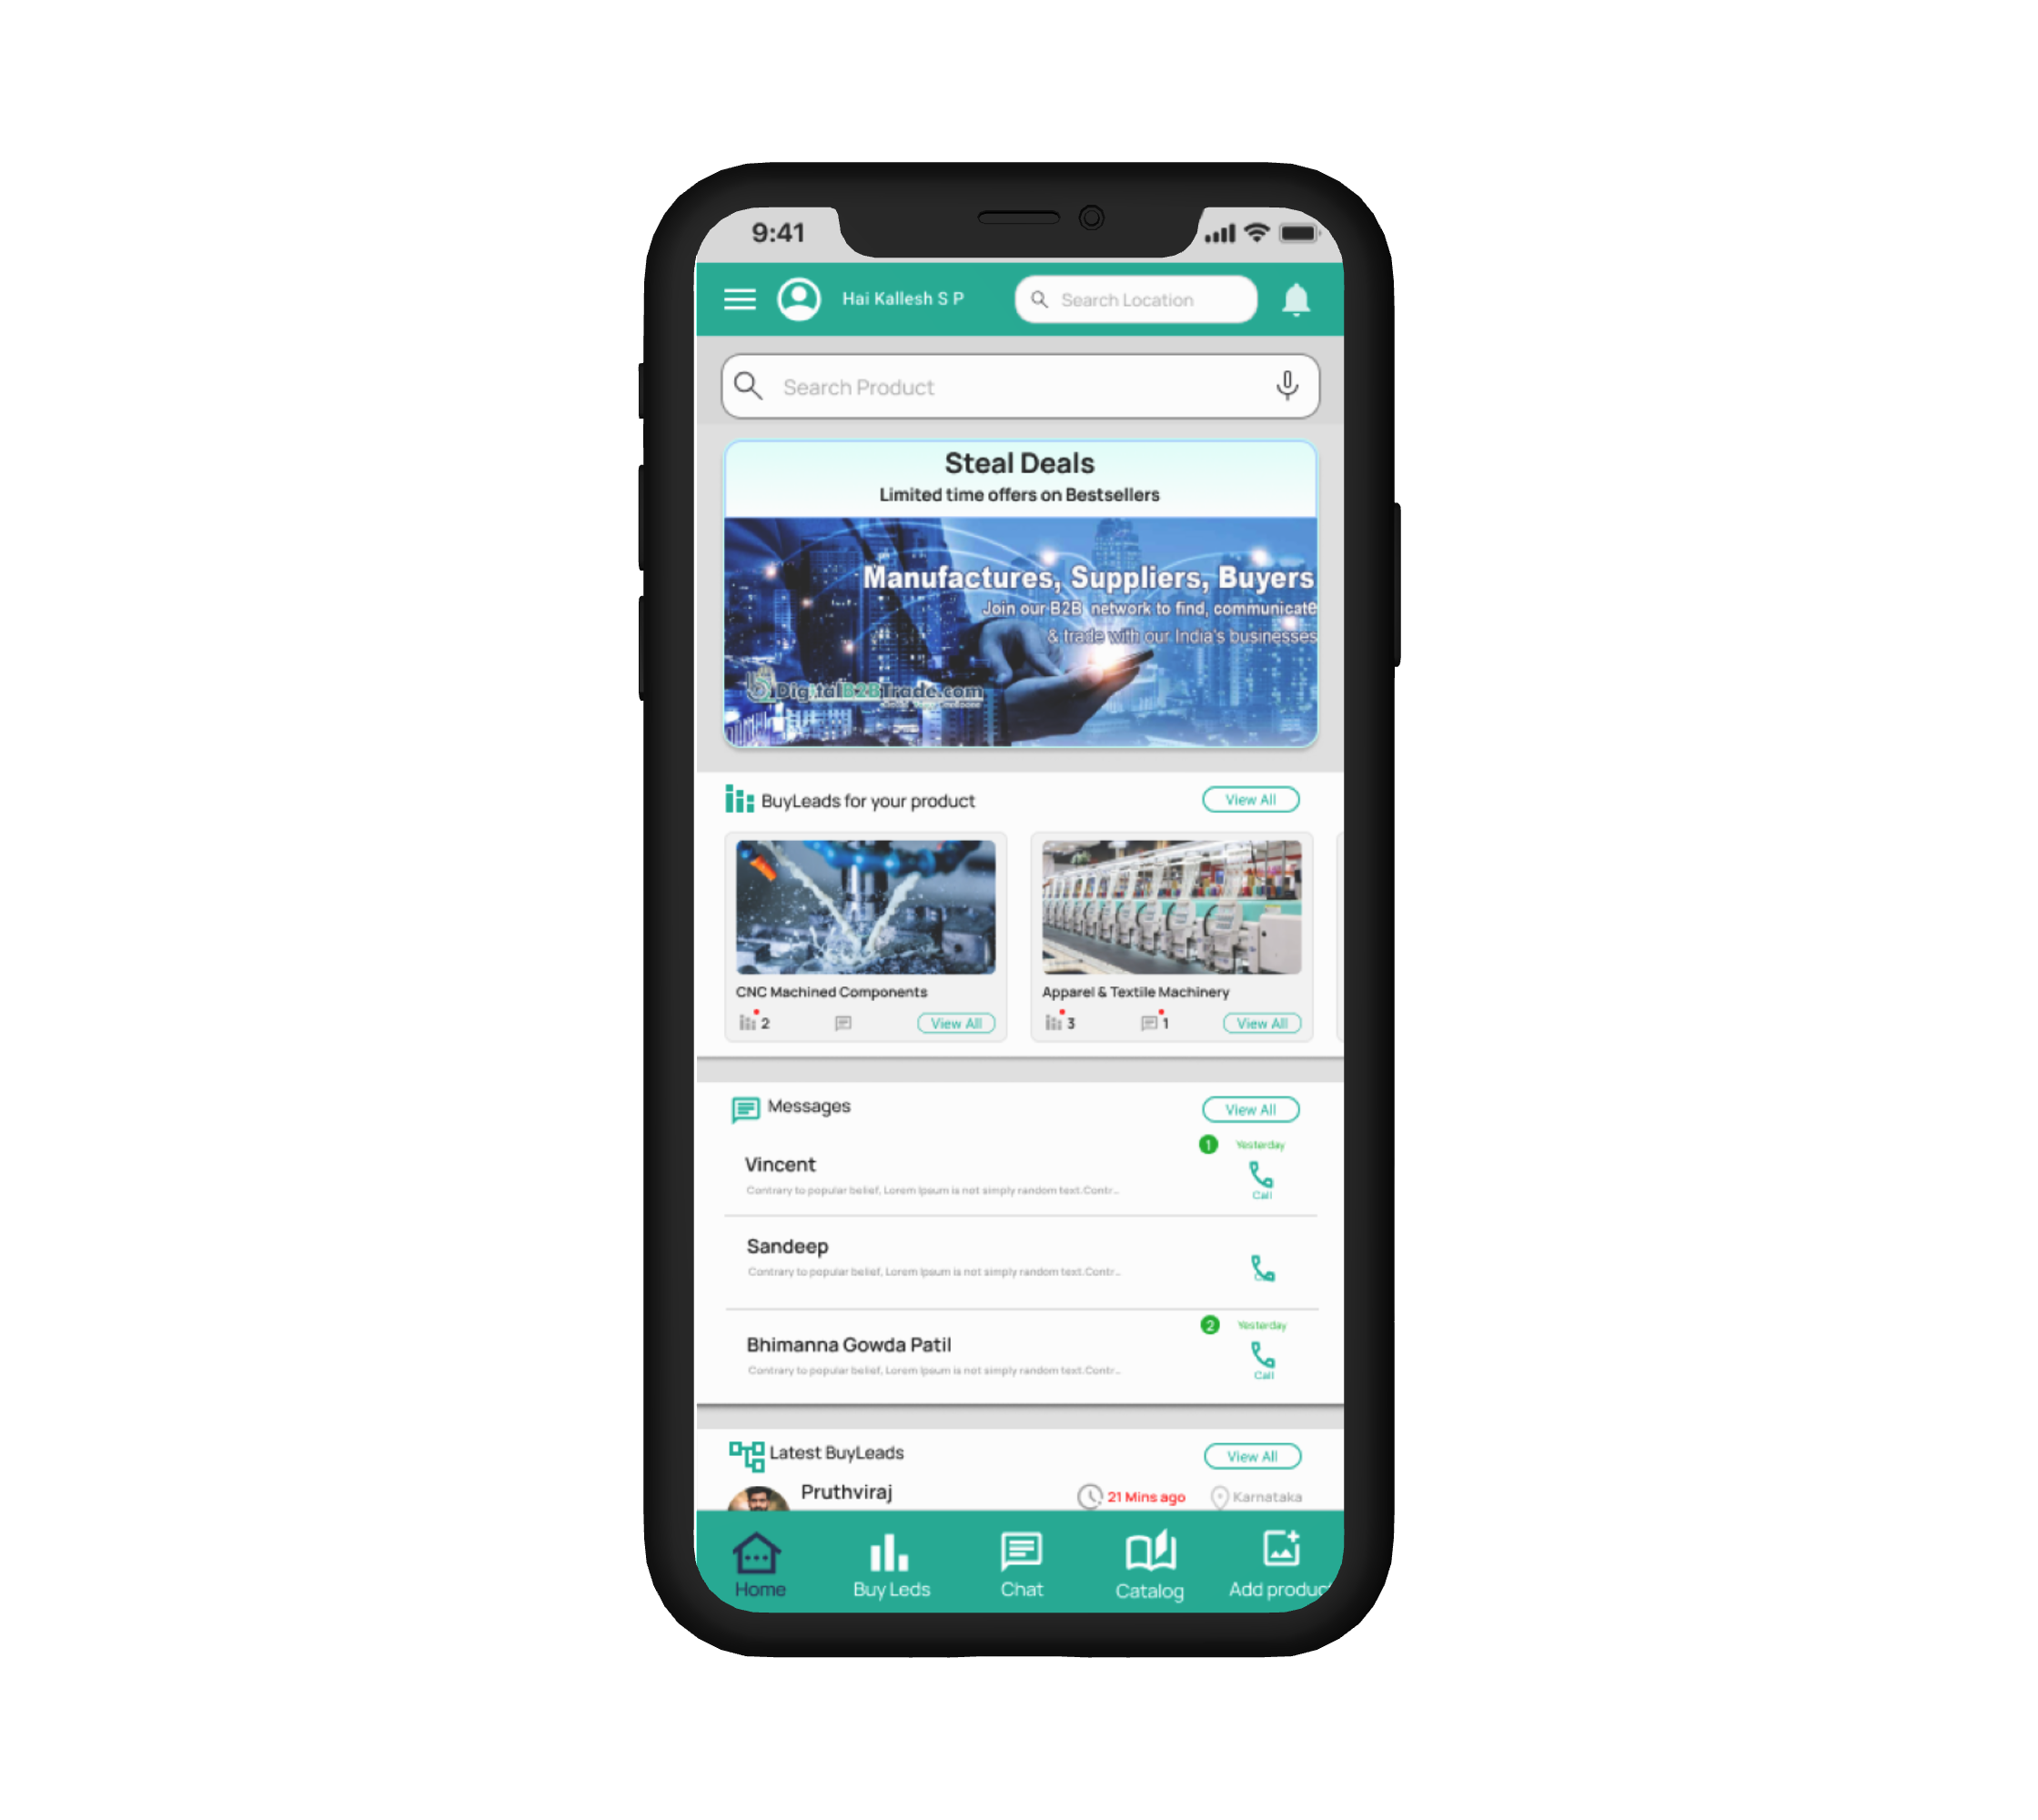 9:41
Hai Kallesh S P
Search Location
Search Product
Steal Deals
Limited time offers on Bestsellers
Manufactures, Suppliers, Buyers
Join our B2B network to find, communicate
& trade with our India's businesses
DigitalB2BTrade.com
BuyLeads for your product
View All
CNC Machined Components
2
View All
Apparel & Textile Machinery
3
1
View All
Messages
View All
1 Yesterday
Vincent
Contrary to popular belief, Lorem Ipsum is not simply random text.Contr...
Call
Sandeep
Contrary to popular belief, Lorem Ipsum is not simply random text.Contr...
2 Yesterday
Bhimanna Gowda Patil
Contrary to popular belief, Lorem Ipsum is not simply random text.Contr...
Call
Latest BuyLeads
View All
Pruthviraj
21 Mins ago
Karnataka
Home
Buy Leds
Chat
Catalog
Add produc